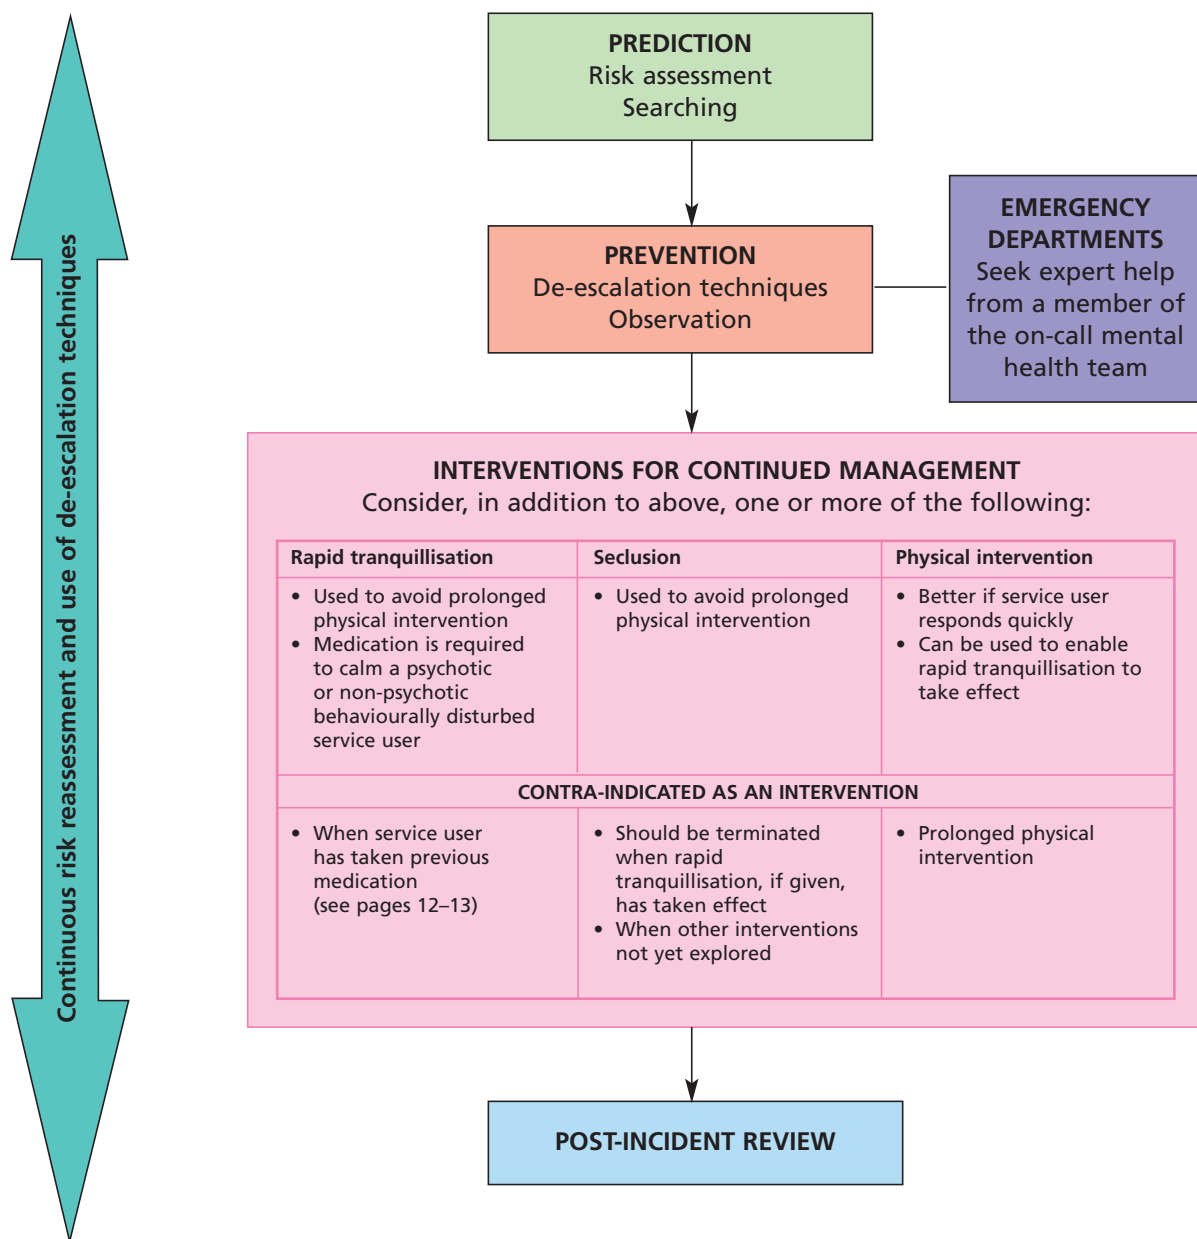 PREDICTION
Risk assessment
Searching
PREVENTION
De-escalation techniques
Observation
EMERGENCY
DEPARTMENTS
Seek expert help
from a member of
the on-call mental
health team
Continuous risk reassessment and use of de-escalation techniques
INTERVENTIONS FOR CONTINUED MANAGEMENT
Consider, in addition to above, one or more of the following:
Rapid tranquillisation
• Used to avoid prolonged
physical intervention
• Medication is required
to calm a psychotic
or non-psychotic
behaviourally disturbed
service user
Seclusion
• Used to avoid prolonged
physical intervention
Physical intervention
• Better if service user
responds quickly
• Can be used to enable
rapid tranquillisation to
take effect
CONTRA-INDICATED AS AN INTERVENTION
• When service user
has taken previous
medication
(see pages 12–13)
• Should be terminated
when rapid
tranquillisation, if given,
has taken effect
• When other interventions
not yet explored
• Prolonged physical
intervention
POST-INCIDENT REVIEW